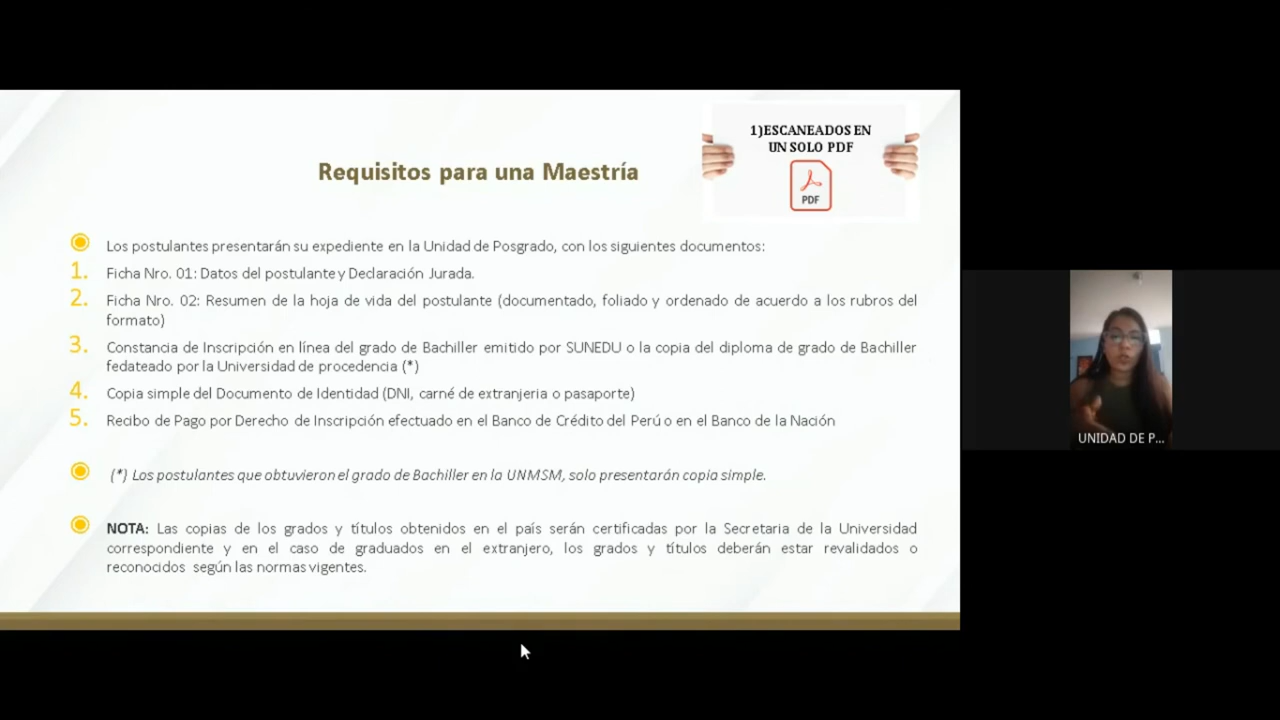 1)ESCANEADOS EN
UN SOLO PDF
PDF
Requisitos para una Maestría
Los postulantes presentarán su expediente en la Unidad de Posgrado, con los siguientes documentos:
1. Ficha Nro. 01: Datos del postulante y Declaración Jurada.
2. Ficha Nro. 02: Resumen de la hoja de vida del postulante (documentado, foliado y ordenado de acuerdo a los rubros del
formato)
3. Constancia de Inscripción en línea del grado de Bachiller emitido por SUNEDU o la copia del diploma de grado de Bachiller
fedateado por la Universidad de procedencia (*)
4. Copia simple del Documento de Identidad (DNI, carné de extranjeria o pasaporte)
5. Recibo de Pago por Derecho de Inscripción efectuado en el Banco de Crédito del Perú o en el Banco de la Nación
(*) Los postulantes que obtuvieron el grado de Bachiller en la UNMSM, solo presentarán copia simple.
NOTA: Las copias de los grados y títulos obtenidos en el país serán certificadas por la Secretaria de la Universidad
correspondiente y en el caso de graduados en el extranjero, los grados y títulos deberán estar revalidados o
reconocidos según las normas vigentes.
UNIDAD DE P...